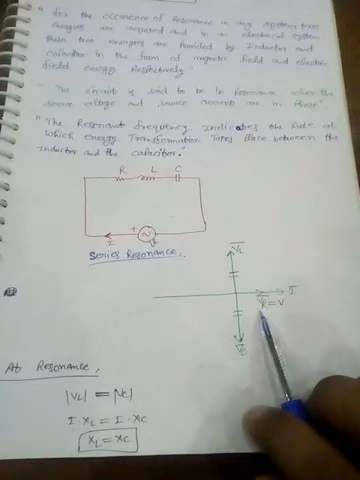 " For the occurence of Resonance in any system two
energies are required and in an electrical system
these two energies are Provided by Inductor and
capacitor in the form of magnetic field and electric
field energy Respectively."
" The circuit is said to be in Resonance when the
source voltage and source current are in Phase"
" The Resonant frequency indicates the Rate at
which energy Transformation Takes Place between the
inductor and the capacitor."
R L C
I + V
Series Resonance.
VL
I
VR = V
VC
At Resonance,
|VL| = |VC|
I . XL = I . XC
XL = XC